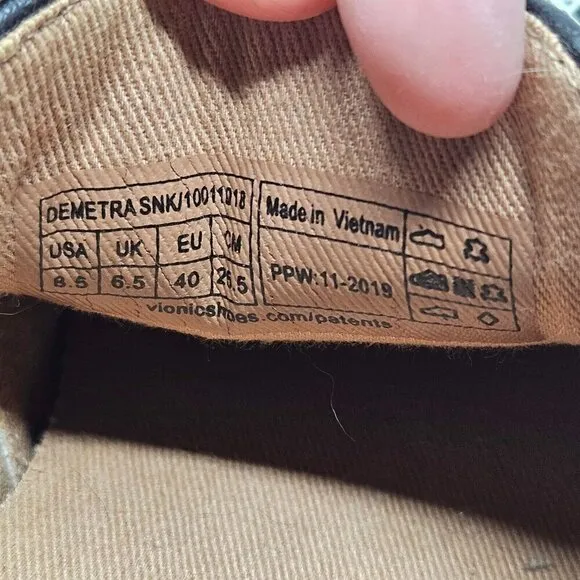 DEMETRA SNK/10011018
USA UK EU CM
8.5 6.5 40 26.5
Made in Vietnam
PPW:11-2019
vionicshoes.com/patents